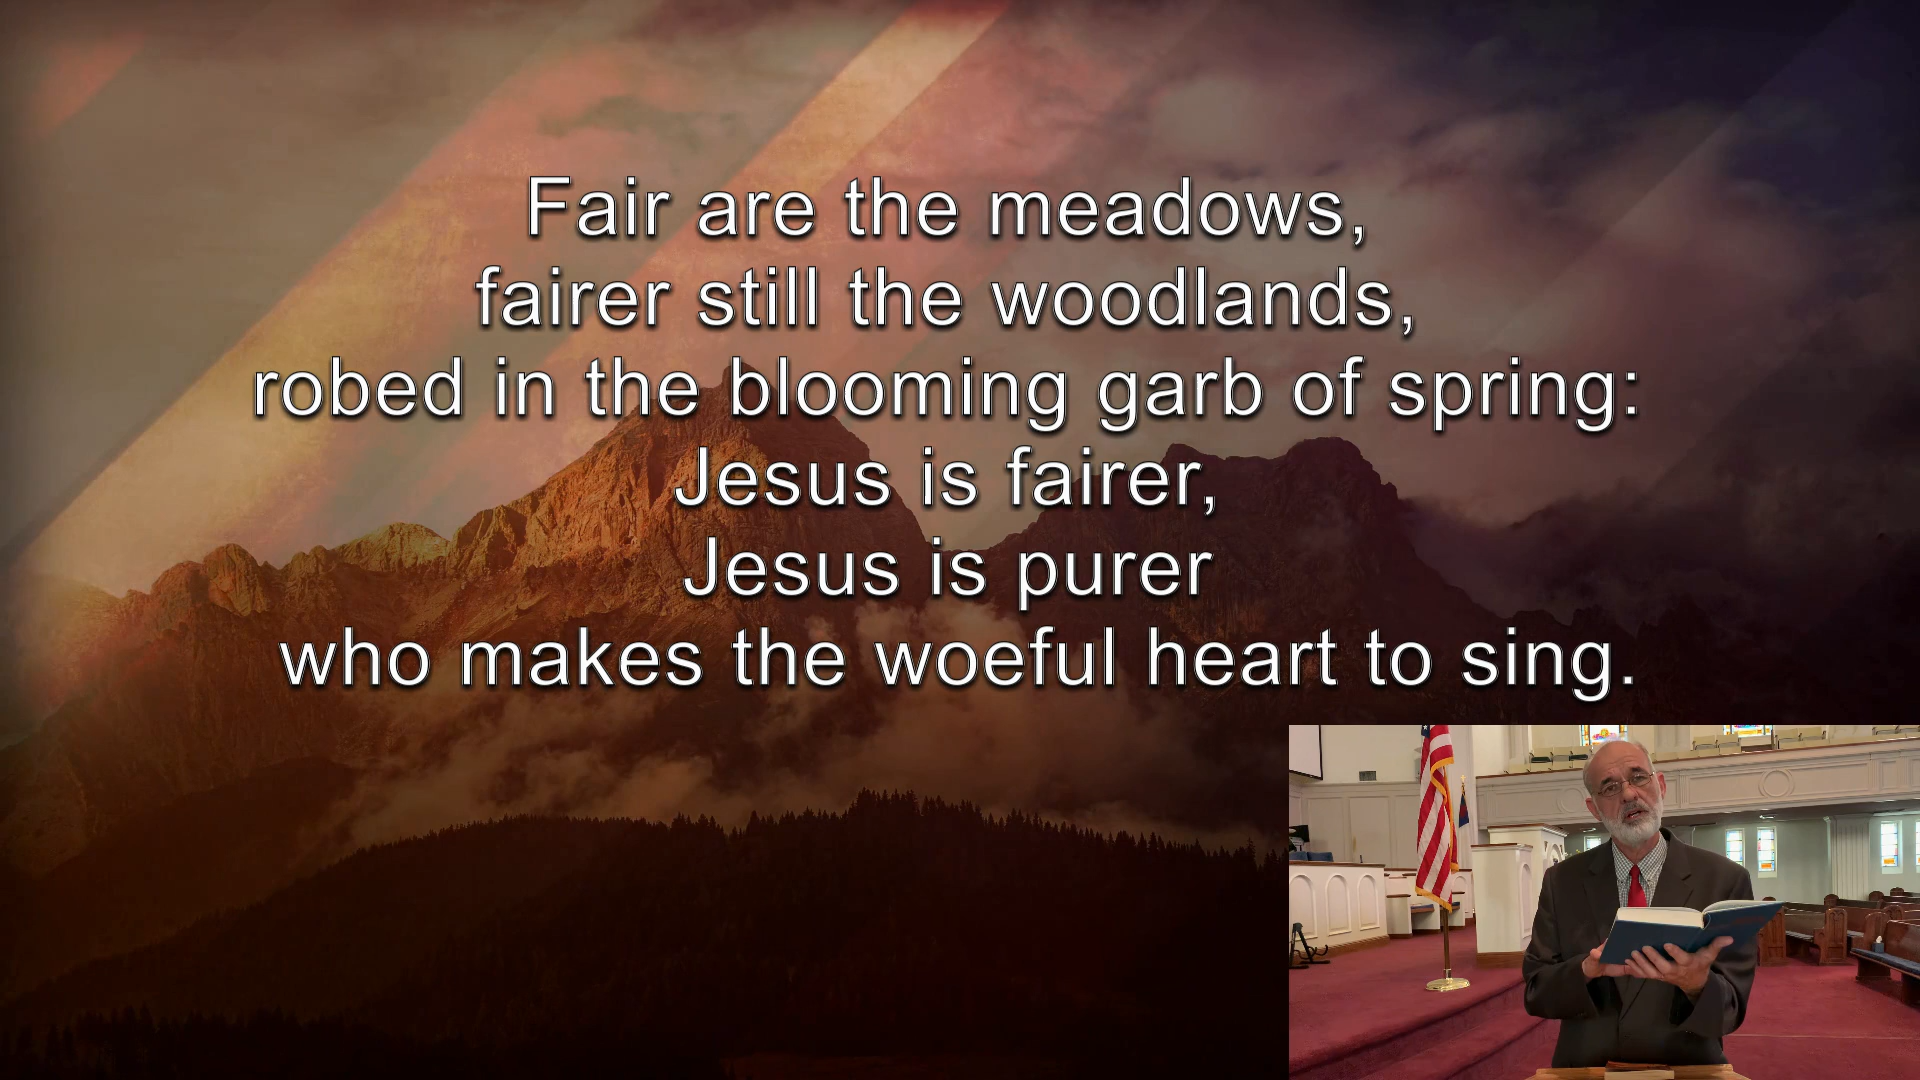 Fair are the meadows,
fairer still the woodlands,
robed in the blooming garb of spring:
Jesus is fairer,
Jesus is purer
who makes the woeful heart to sing.